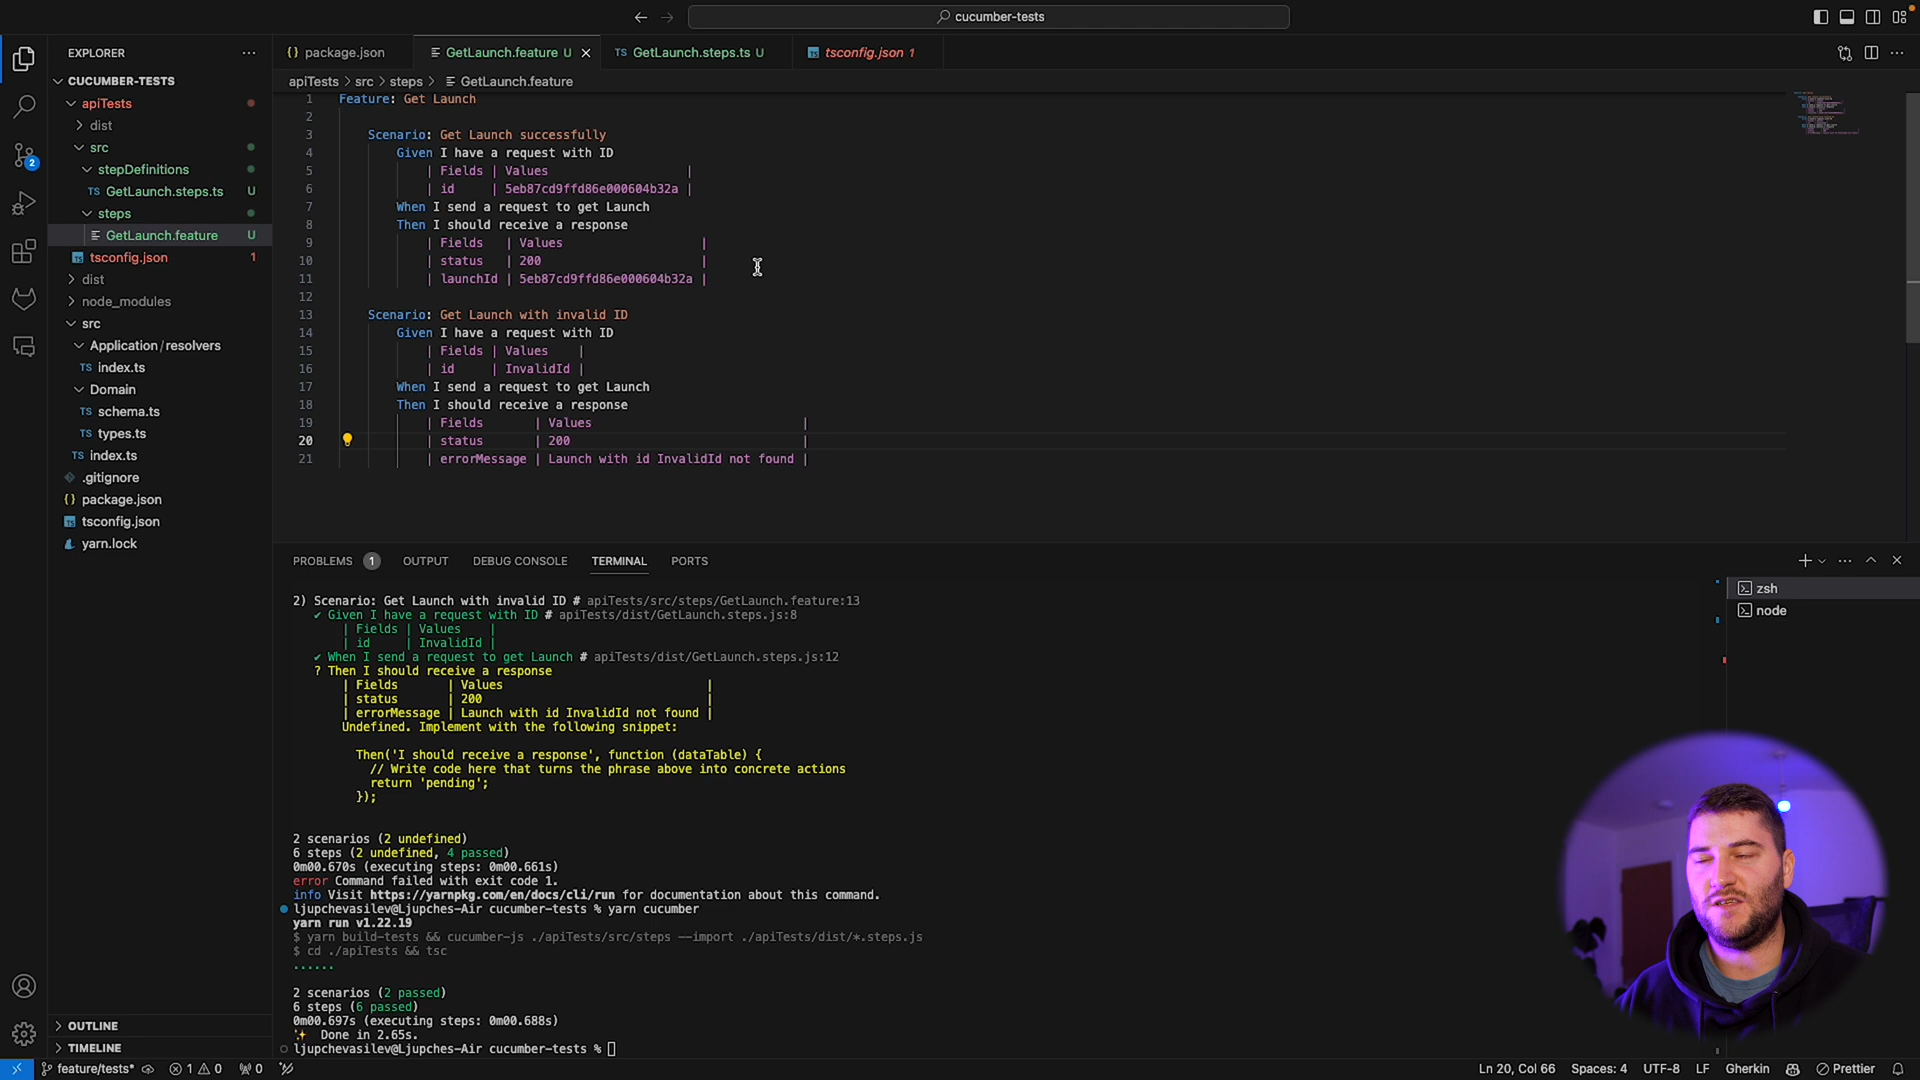 cucumber-tests
EXPLORER
package.json
GetLaunch.feature U
TS GetLaunch.steps.ts U
tsconfig.json 1
apiTests > src > steps > GetLaunch.feature
CUCUMBER-TESTS
apiTests
dist
src
stepDefinitions
TS GetLaunch.steps.ts U
steps
GetLaunch.feature U
tsconfig.json 1
dist
node_modules
src
Application/resolvers
TS index.ts
Domain
TS schema.ts
TS types.ts
TS index.ts
.gitignore
package.json
tsconfig.json
yarn.lock
OUTLINE
TIMELINE
2
1 Feature: Get Launch
2
3 Scenario: Get Launch successfully
4 Given I have a request with ID
5 | Fields | Values |
6 | id | 5eb87cd9ffd86e000604b32a |
7 When I send a request to get Launch
8 Then I should receive a response
9 | Fields | Values |
10 | status | 200 |
11 | launchId | 5eb87cd9ffd86e000604b32a |
12
13 Scenario: Get Launch with invalid ID
14 Given I have a request with ID
15 | Fields | Values |
16 | id | InvalidId |
17 When I send a request to get Launch
18 Then I should receive a response
19 | Fields | Values |
20 | status | 200 |
21 | errorMessage | Launch with id InvalidId not found |
PROBLEMS 1 OUTPUT DEBUG CONSOLE TERMINAL PORTS
zsh
node
2) Scenario: Get Launch with invalid ID # apiTests/src/steps/GetLaunch.feature:13
✔ Given I have a request with ID # apiTests/dist/GetLaunch.steps.js:8
| Fields | Values |
| id | InvalidId |
✔ When I send a request to get Launch # apiTests/dist/GetLaunch.steps.js:12
? Then I should receive a response
| Fields | Values |
| status | 200 |
| errorMessage | Launch with id InvalidId not found |
Undefined. Implement with the following snippet:
Then('I should receive a response', function (dataTable) {
// Write code here that turns the phrase above into concrete actions
return 'pending';
});
2 scenarios (2 undefined)
6 steps (2 undefined, 4 passed)
0m00.670s (executing steps: 0m00.661s)
error Command failed with exit code 1.
info Visit https://yarnpkg.com/en/docs/cli/run for documentation about this command.
ljupchevasilev@Ljupches-Air cucumber-tests % yarn cucumber
yarn run v1.22.19
$ yarn build-tests && cucumber-js ./apiTests/src/steps --import ./apiTests/dist/*.steps.js
$ cd ./apiTests && tsc
......
2 scenarios (2 passed)
6 steps (6 passed)
0m00.697s (executing steps: 0m00.688s)
✨ Done in 2.65s.
ljupchevasilev@Ljupches-Air cucumber-tests %
feature/tests* 1 0 0 Ln 20, Col 66 Spaces: 4 UTF-8 LF Gherkin Prettier